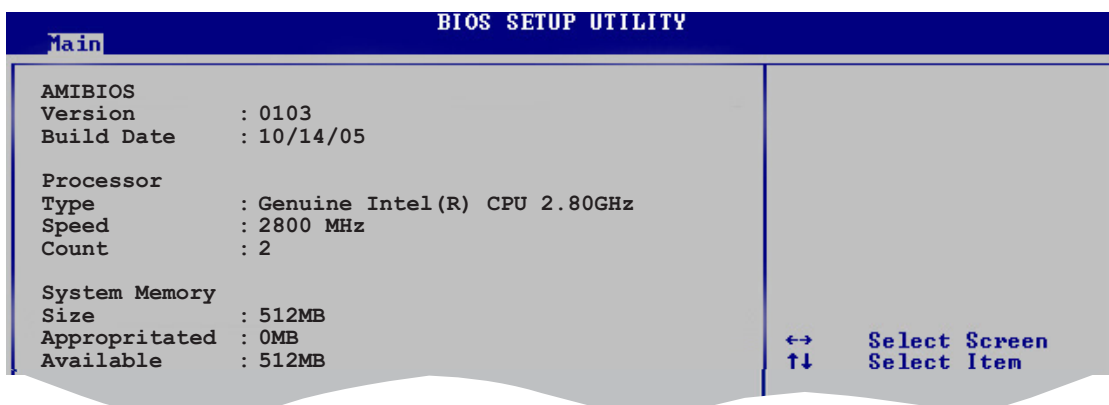 BIOS SETUP UTILITY
Main
AMIBIOS
Version : 0103
Build Date : 10/14/05
Processor
Type : Genuine Intel(R) CPU 2.80GHz
Speed : 2800 MHz
Count : 2
System Memory
Size : 512MB
Appropritated : 0MB
Available : 512MB
←→ Select Screen
↑↓ Select Item